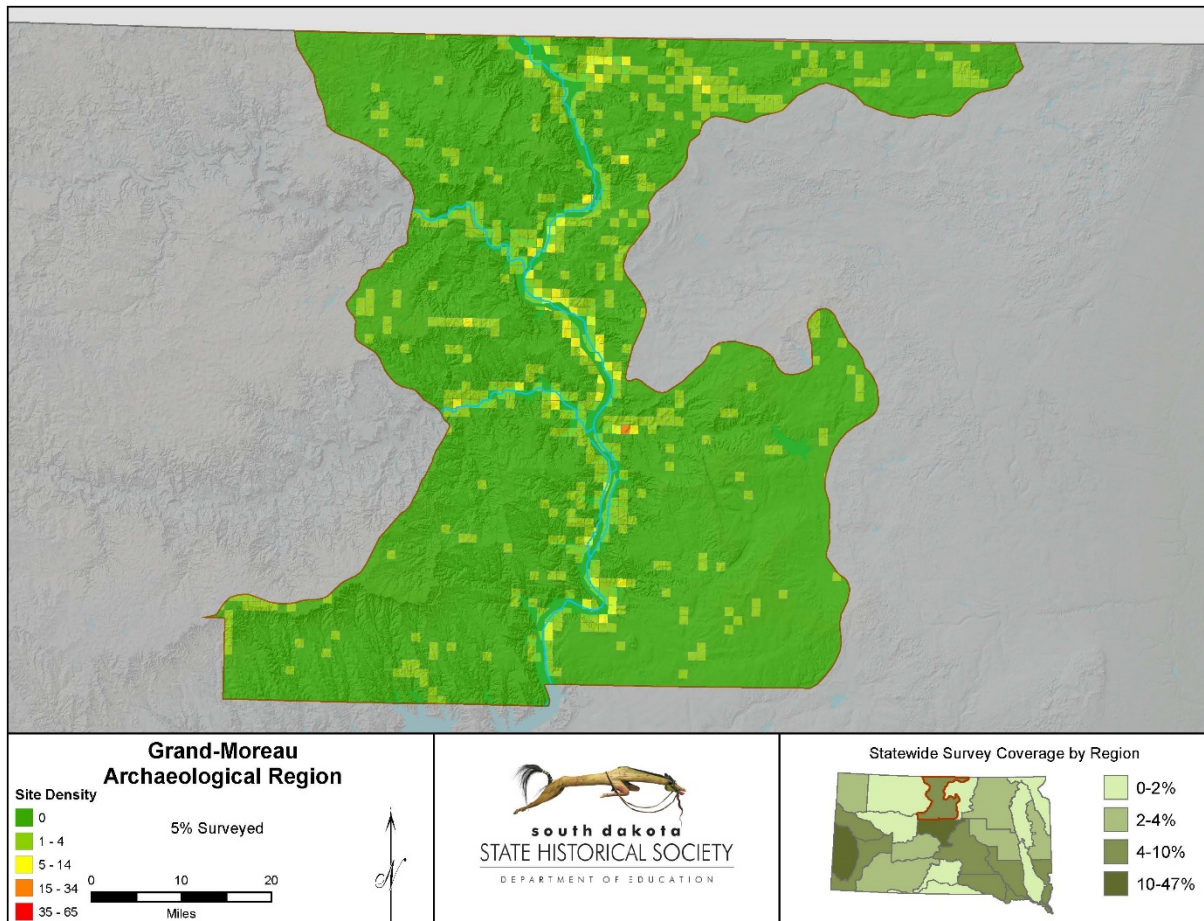 Grand-Moreau
Archaeological Region
Site Density
0
1 - 4
5 - 14
15 - 34
35 - 65
5% Surveyed
0 10 20
Miles
N
south dakota
STATE HISTORICAL SOCIETY
DEPARTMENT OF EDUCATION
Statewide Survey Coverage by Region
0-2%
2-4%
4-10%
10-47%